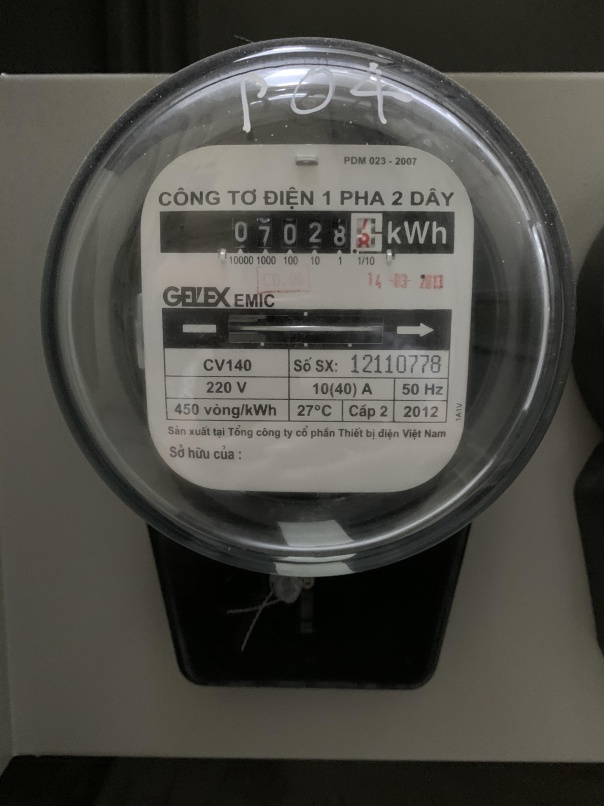 P04
PDM 023 - 2007
CÔNG TƠ ĐIỆN 1 PHA 2 DÂY
07028 kWh
10000 1000 100 10 1 1/10
14 -03- 2013
GELEX EMIC
CV140 Số SX: 12110778
220 V 10(40) A 50 Hz
450 vòng/kWh 27°C Cấp 2 2012
1A1V
Sản xuất tại Tổng công ty cổ phần Thiết bị điện Việt Nam
Sở hữu của :